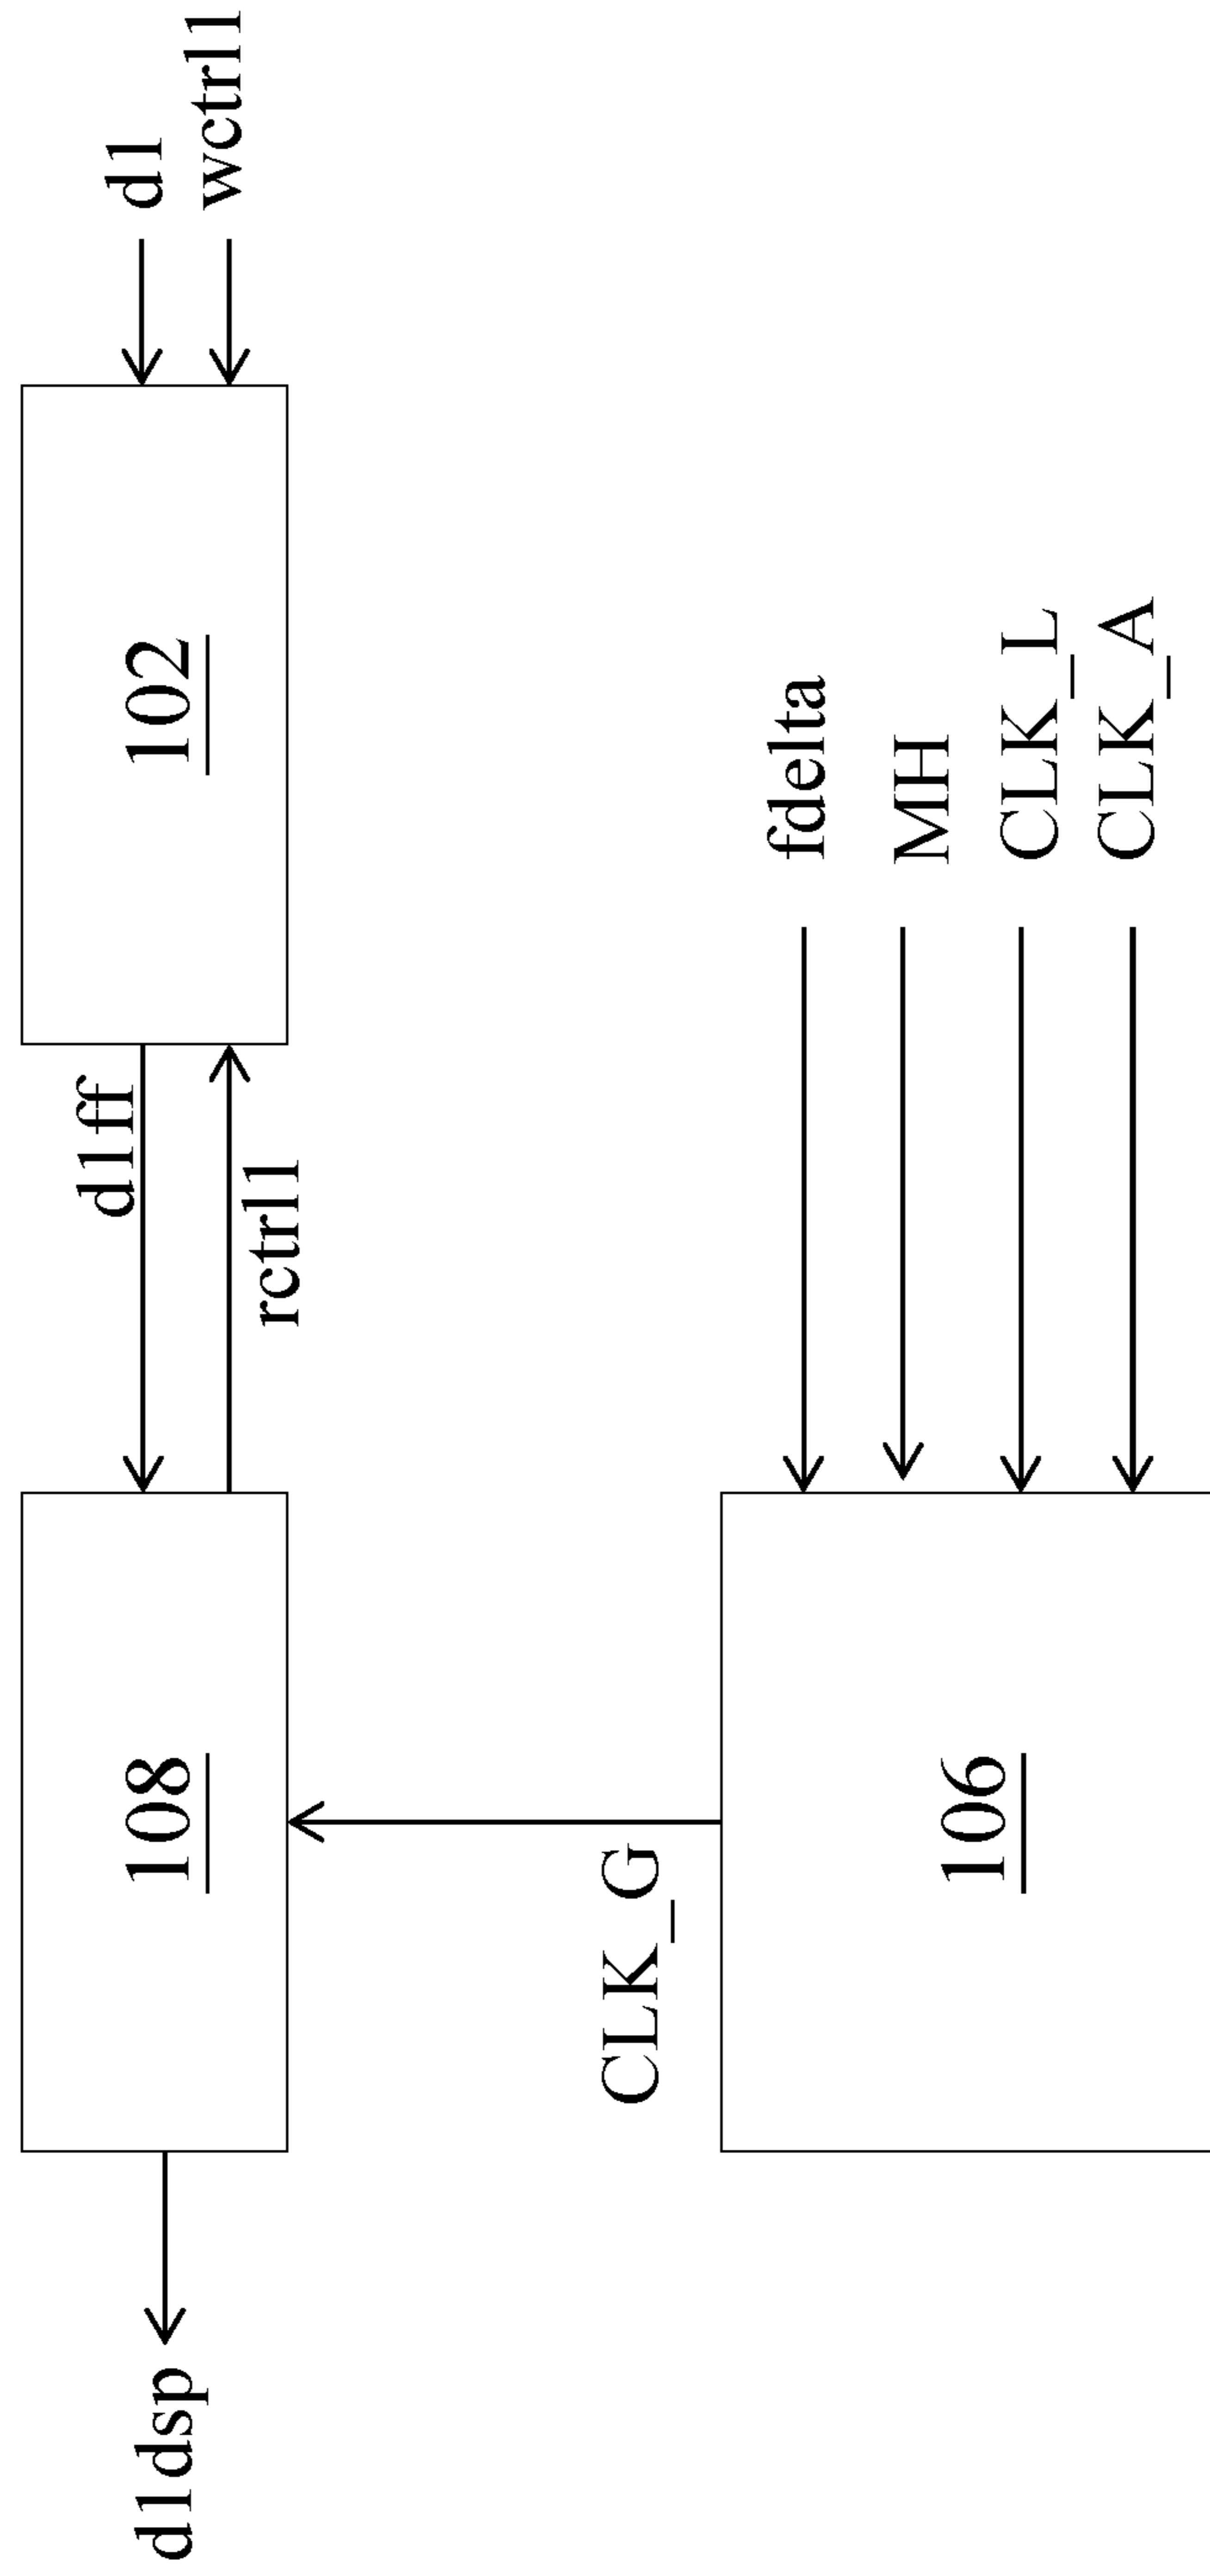 d1dsp
108
d1ff
rctrl1
102
d1
wctrl1
CLK_G
106
fdelta
MH
CLK_L
CLK_A